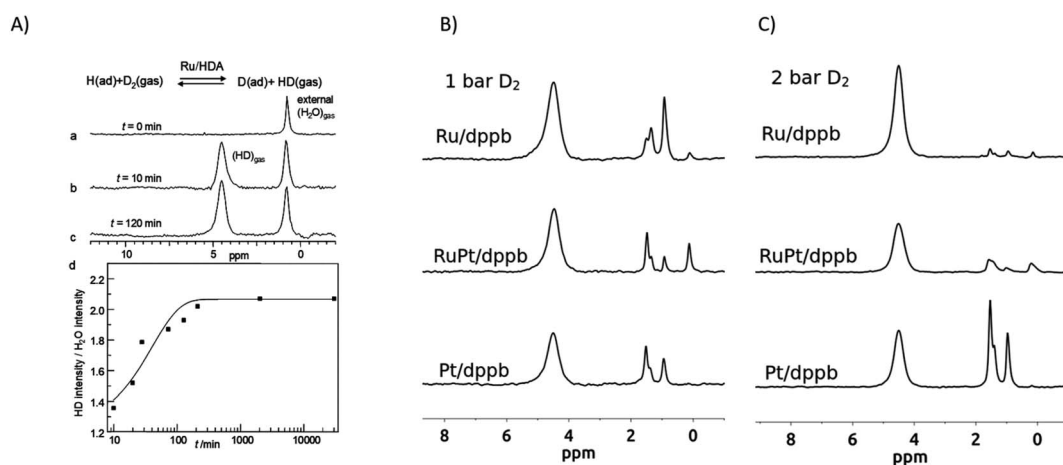 A)
Ru/HDA
H(ad)+D₂(gas) D(ad)+ HD(gas)
external
(H₂O)gas
a
t = 0 min
b
t = 10 min
(HD)gas
c
t = 120 min
10 5 ppm 0
d
HD intensity / H₂O intensity
2.2
2.0
1.8
1.6
1.4
1.2
10 100 1000 10000
t /min
B)
1 bar D₂
Ru/dppb
RuPt/dppb
Pt/dppb
8 6 4 2 0
ppm
C)
2 bar D₂
Ru/dppb
RuPt/dppb
Pt/dppb
8 6 4 2 0
ppm